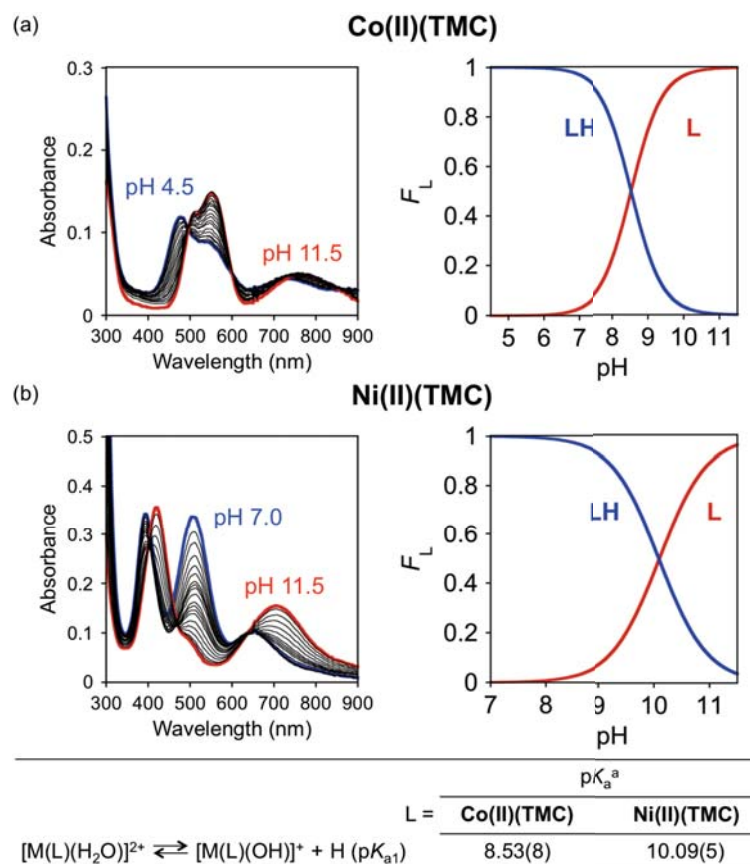 (a)
Co(II)(TMC)
0.3
0.2
0.1
0
Absorbance
pH 4.5
pH 11.5
300 400 500 600 700 800 900
Wavelength (nm)
1
0.8
0.6
0.4
0.2
0
F_L
LH
L
5 6 7 8 9 10 11
pH
(b)
Ni(II)(TMC)
0.5
0.4
0.3
0.2
0.1
0
Absorbance
pH 7.0
pH 11.5
300 400 500 600 700 800 900
Wavelength (nm)
1
0.8
0.6
0.4
0.2
0
F_L
LH
L
7 8 9 10 11
pH
pK_a^a
L = Co(II)(TMC) Ni(II)(TMC)
[M(L)(H₂O)]²⁺ ⇌ [M(L)(OH)]⁺ + H (pK_a1) 8.53(8) 10.09(5)